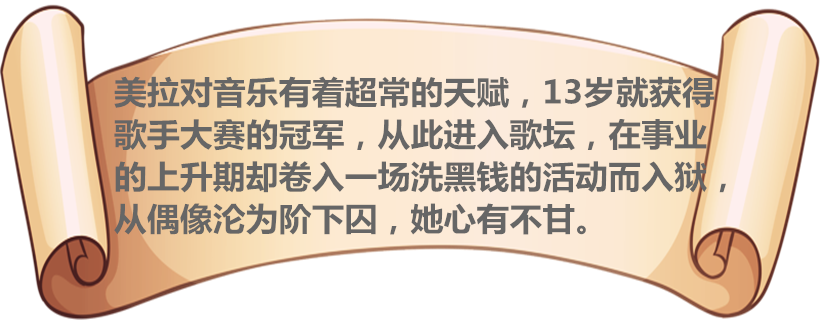 美拉对音乐有着超常的天赋，13岁就获得
歌手大赛的冠军，从此进入歌坛，在事业
的上升期却卷入一场洗黑钱的活动而入狱，
从偶像沦为阶下囚，她心有不甘。